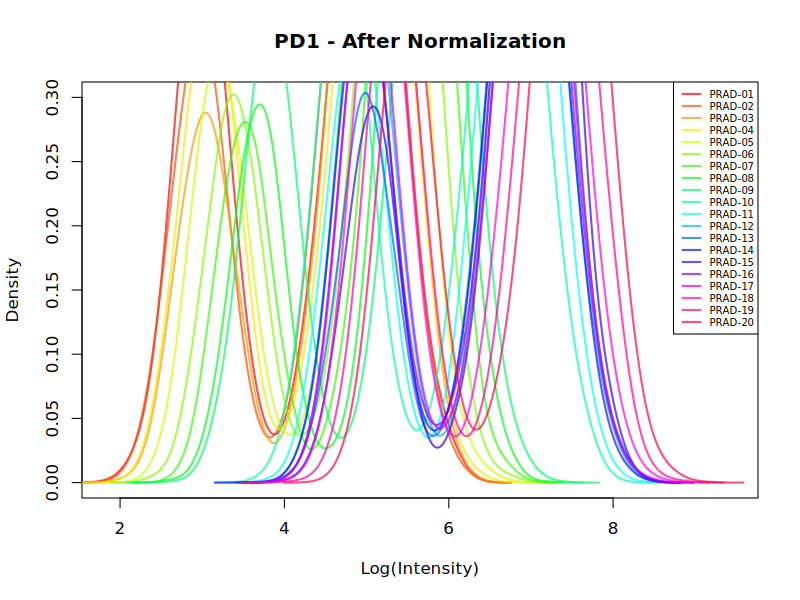 PD1 - After Normalization
Density
0.30
0.25
0.20
0.15
0.10
0.05
0.00
2
4
6
8
Log(Intensity)
PRAD-01
PRAD-02
PRAD-03
PRAD-04
PRAD-05
PRAD-06
PRAD-07
PRAD-08
PRAD-09
PRAD-10
PRAD-11
PRAD-12
PRAD-13
PRAD-14
PRAD-15
PRAD-16
PRAD-17
PRAD-18
PRAD-19
PRAD-20